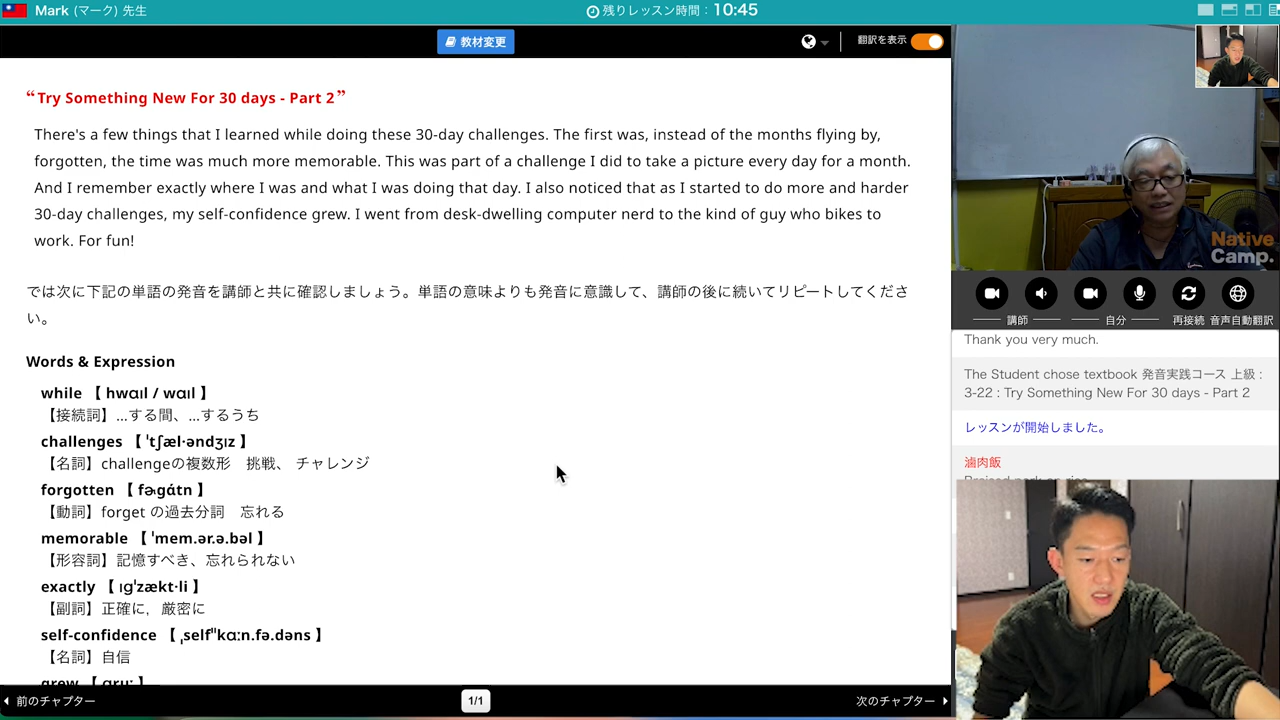 Mark (マーク) 先生
残りレッスン時間 : 10:45
教材変更
翻訳を表示
“Try Something New For 30 days - Part 2”
There's a few things that I learned while doing these 30-day challenges. The first was, instead of the months flying by,
forgotten, the time was much more memorable. This was part of a challenge I did to take a picture every day for a month.
And I remember exactly where I was and what I was doing that day. I also noticed that as I started to do more and harder
30-day challenges, my self-confidence grew. I went from desk-dwelling computer nerd to the kind of guy who bikes to
work. For fun!
では次に下記の単語の発音を講師と共に確認しましょう。単語の意味よりも発音に意識して、講師の後に続いてリピートしてくださ
い。
Words & Expression
while 【 hwɑɪl / wɑɪl 】
【接続詞】...する間、...するうち
challenges 【 ˈtʃæl·əndʒɪz 】
【名詞】challengeの複数形　挑戦、 チャレンジ
forgotten 【 fɚgάtn 】
【動詞】forget の過去分詞　忘れる
memorable 【 ˈmem.ər.ə.bəl 】
【形容詞】記憶すべき、忘れられない
exactly 【 ɪɡˈzækt·li 】
【副詞】正確に，厳密に
self-confidence 【 ˌselfˈˈkɑːn.fə.dəns 】
【名詞】自信
grew 【 ɡruː 】
前のチャプター
1/1
次のチャプター
Native
Camp.
講師
自分
再接続
音声自動翻訳
Thank you very much.
The Student chose textbook 発音実践コース 上級 :
3-22 : Try Something New For 30 days - Part 2
レッスンが開始しました。
滷肉飯
Braised pork on rice